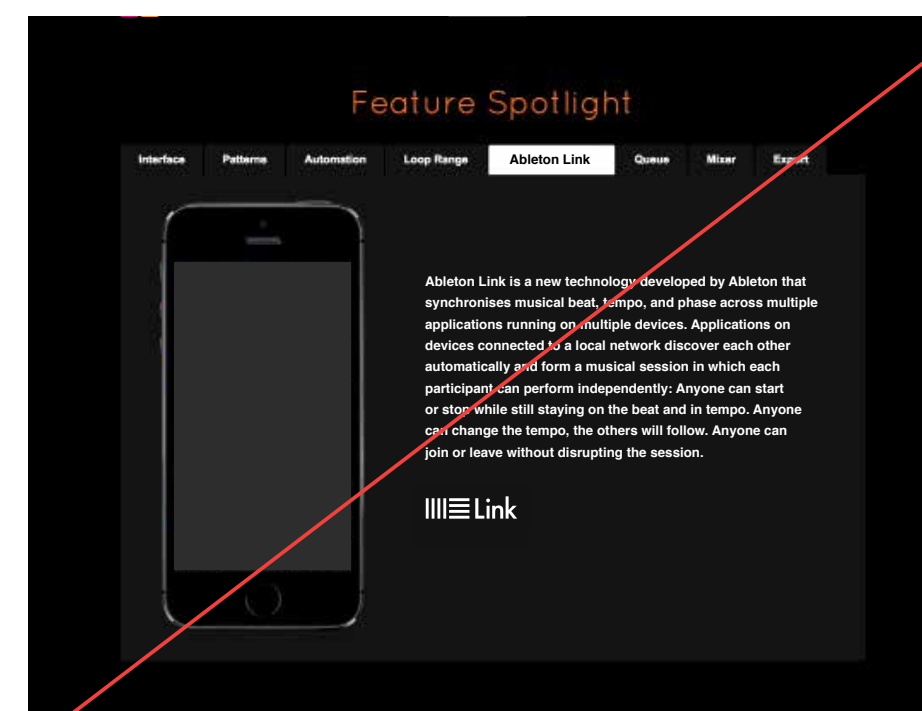 Feature Spotlight
Interface Patterns Automation Loop Range Ableton Link Queue Mixer Export
Ableton Link is a new technology developed by Ableton that
synchronises musical beat, tempo, and phase across multiple
applications running on multiple devices. Applications on
devices connected to a local network discover each other
automatically and form a musical session in which each
participant can perform independently: Anyone can start
or stop while still staying on the beat and in tempo. Anyone
can change the tempo, the others will follow. Anyone can
join or leave without disrupting the session.
Link